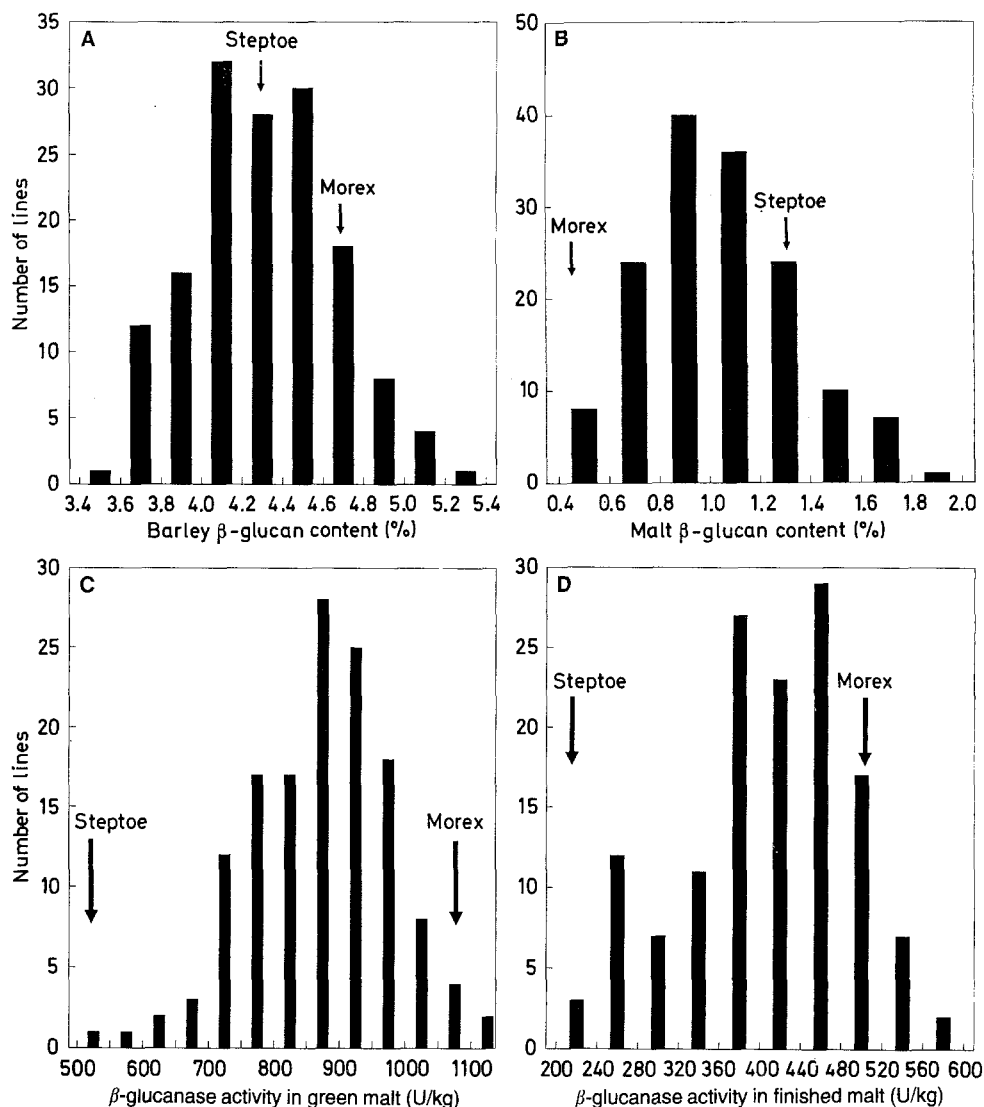 A
Steptoe
Morex
Number of lines
35
30
25
20
15
10
5
0
3.4 3.6 3.8 4.0 4.2 4.4 4.6 4.8 5.0 5.2 5.4
Barley β-glucan content (%)
B
Morex
Steptoe
50
40
30
20
10
0
0.4 0.6 0.8 1.0 1.2 1.4 1.6 1.8 2.0
Malt β-glucan content (%)
C
Steptoe
Morex
Number of lines
30
25
20
15
10
5
0
500 600 700 800 900 1000 1100
β-glucanase activity in green malt (U/kg)
D
Steptoe
Morex
30
25
20
15
10
5
0
200 240 280 320 360 400 440 480 520 560 600
β-glucanase activity in finished malt (U/kg)